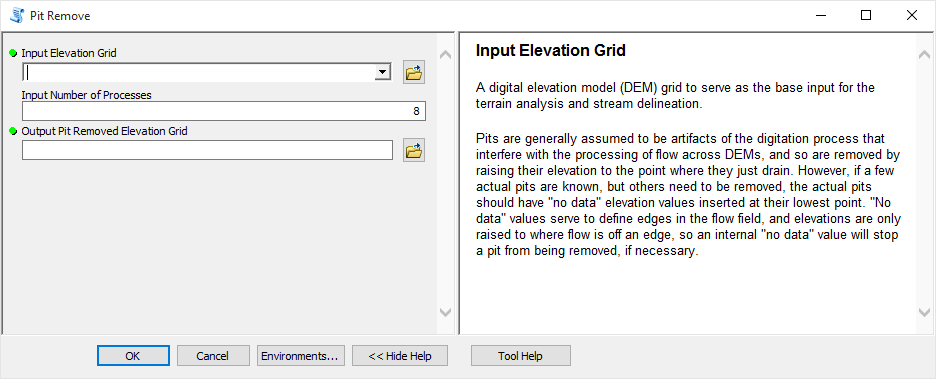 Pit Remove
Input Elevation Grid
Input Number of Processes
8
Output Pit Removed Elevation Grid
Input Elevation Grid
A digital elevation model (DEM) grid to serve as the base input for the
terrain analysis and stream delineation.
Pits are generally assumed to be artifacts of the digitation process that
interfere with the processing of flow across DEMs, and so are removed by
raising their elevation to the point where they just drain. However, if a few
actual pits are known, but others need to be removed, the actual pits
should have "no data" elevation values inserted at their lowest point. "No
data" values serve to define edges in the flow field, and elevations are only
raised to where flow is off an edge, so an internal "no data" value will stop
a pit from being removed, if necessary.
OK
Cancel
Environments...
<< Hide Help
Tool Help